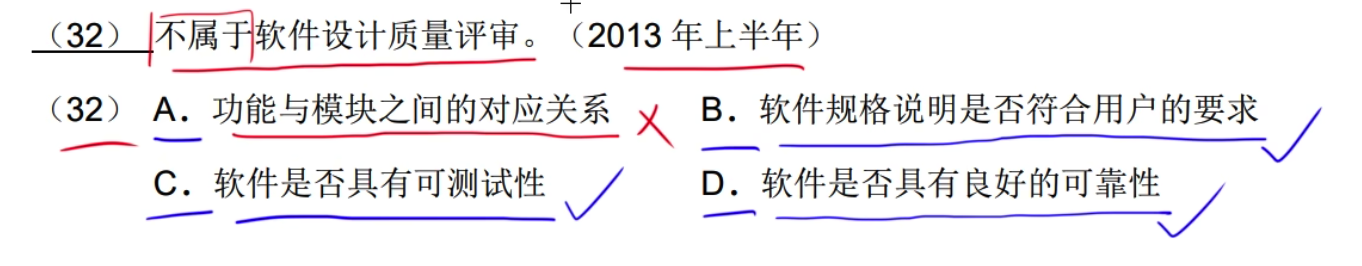 （32） 不属于软件设计质量评审。（2013 年上半年）
（32） A．功能与模块之间的对应关系 B．软件规格说明是否符合用户的要求
C．软件是否具有可测试性 D．软件是否具有良好的可靠性